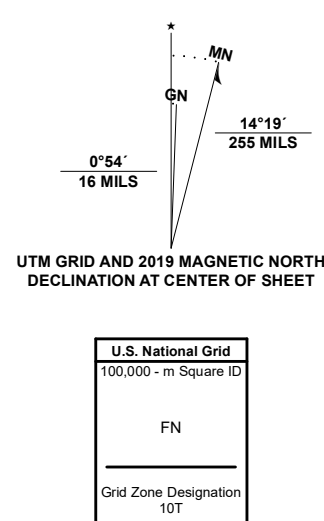 MN
GN
14°19´
255 MILS
0°54´
16 MILS
UTM GRID AND 2019 MAGNETIC NORTH
DECLINATION AT CENTER OF SHEET
U.S. National Grid
100,000 - m Square ID
FN
Grid Zone Designation
10T